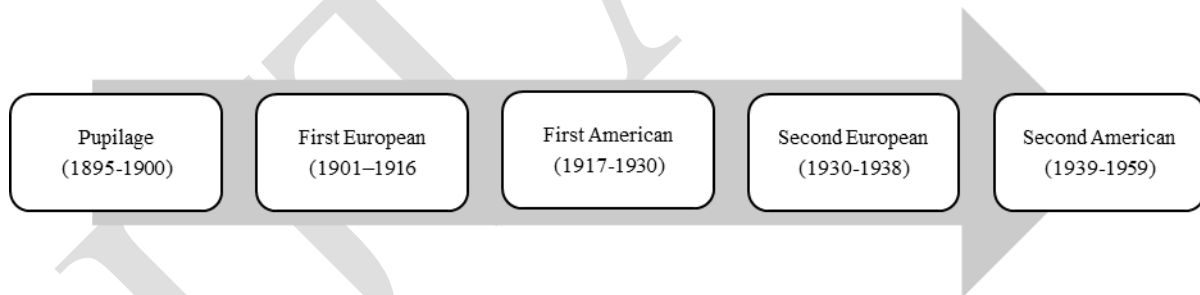 Pupilage
(1895-1900)
First European
(1901–1916
First American
(1917-1930)
Second European
(1930-1938)
Second American
(1939-1959)